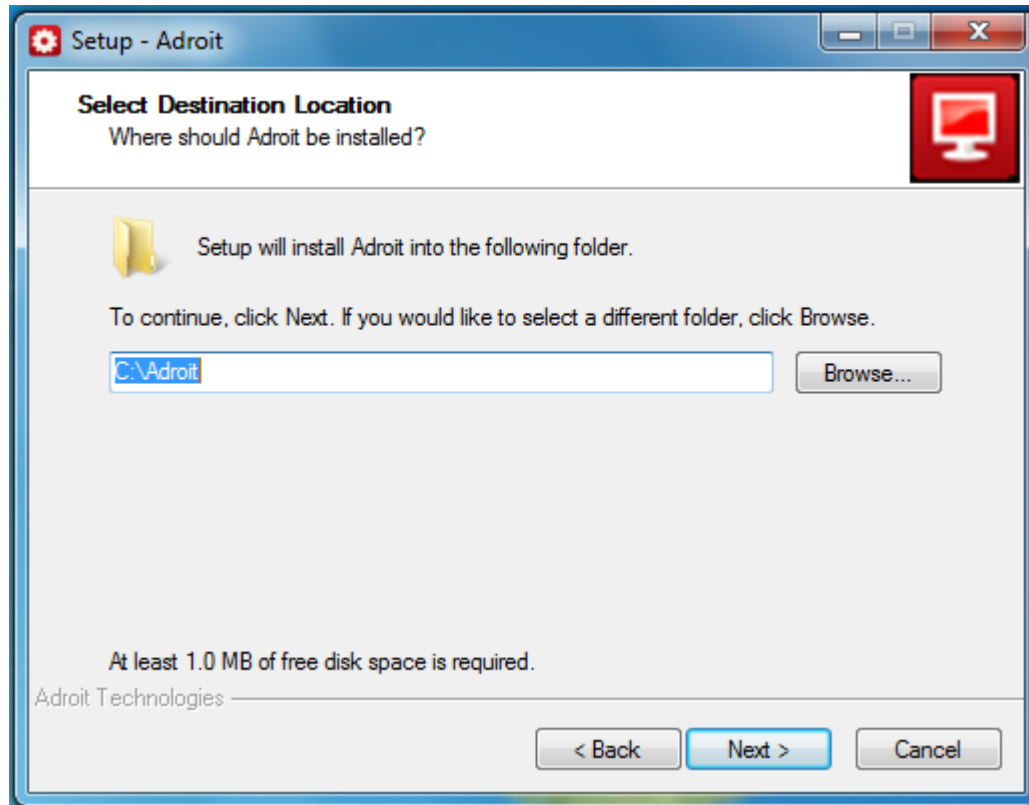 Setup - Adroit
Select Destination Location
Where should Adroit be installed?
Setup will install Adroit into the following folder.
To continue, click Next. If you would like to select a different folder, click Browse.
C:\Adroit
Browse...
At least 1.0 MB of free disk space is required.
Adroit Technologies
< Back
Next >
Cancel